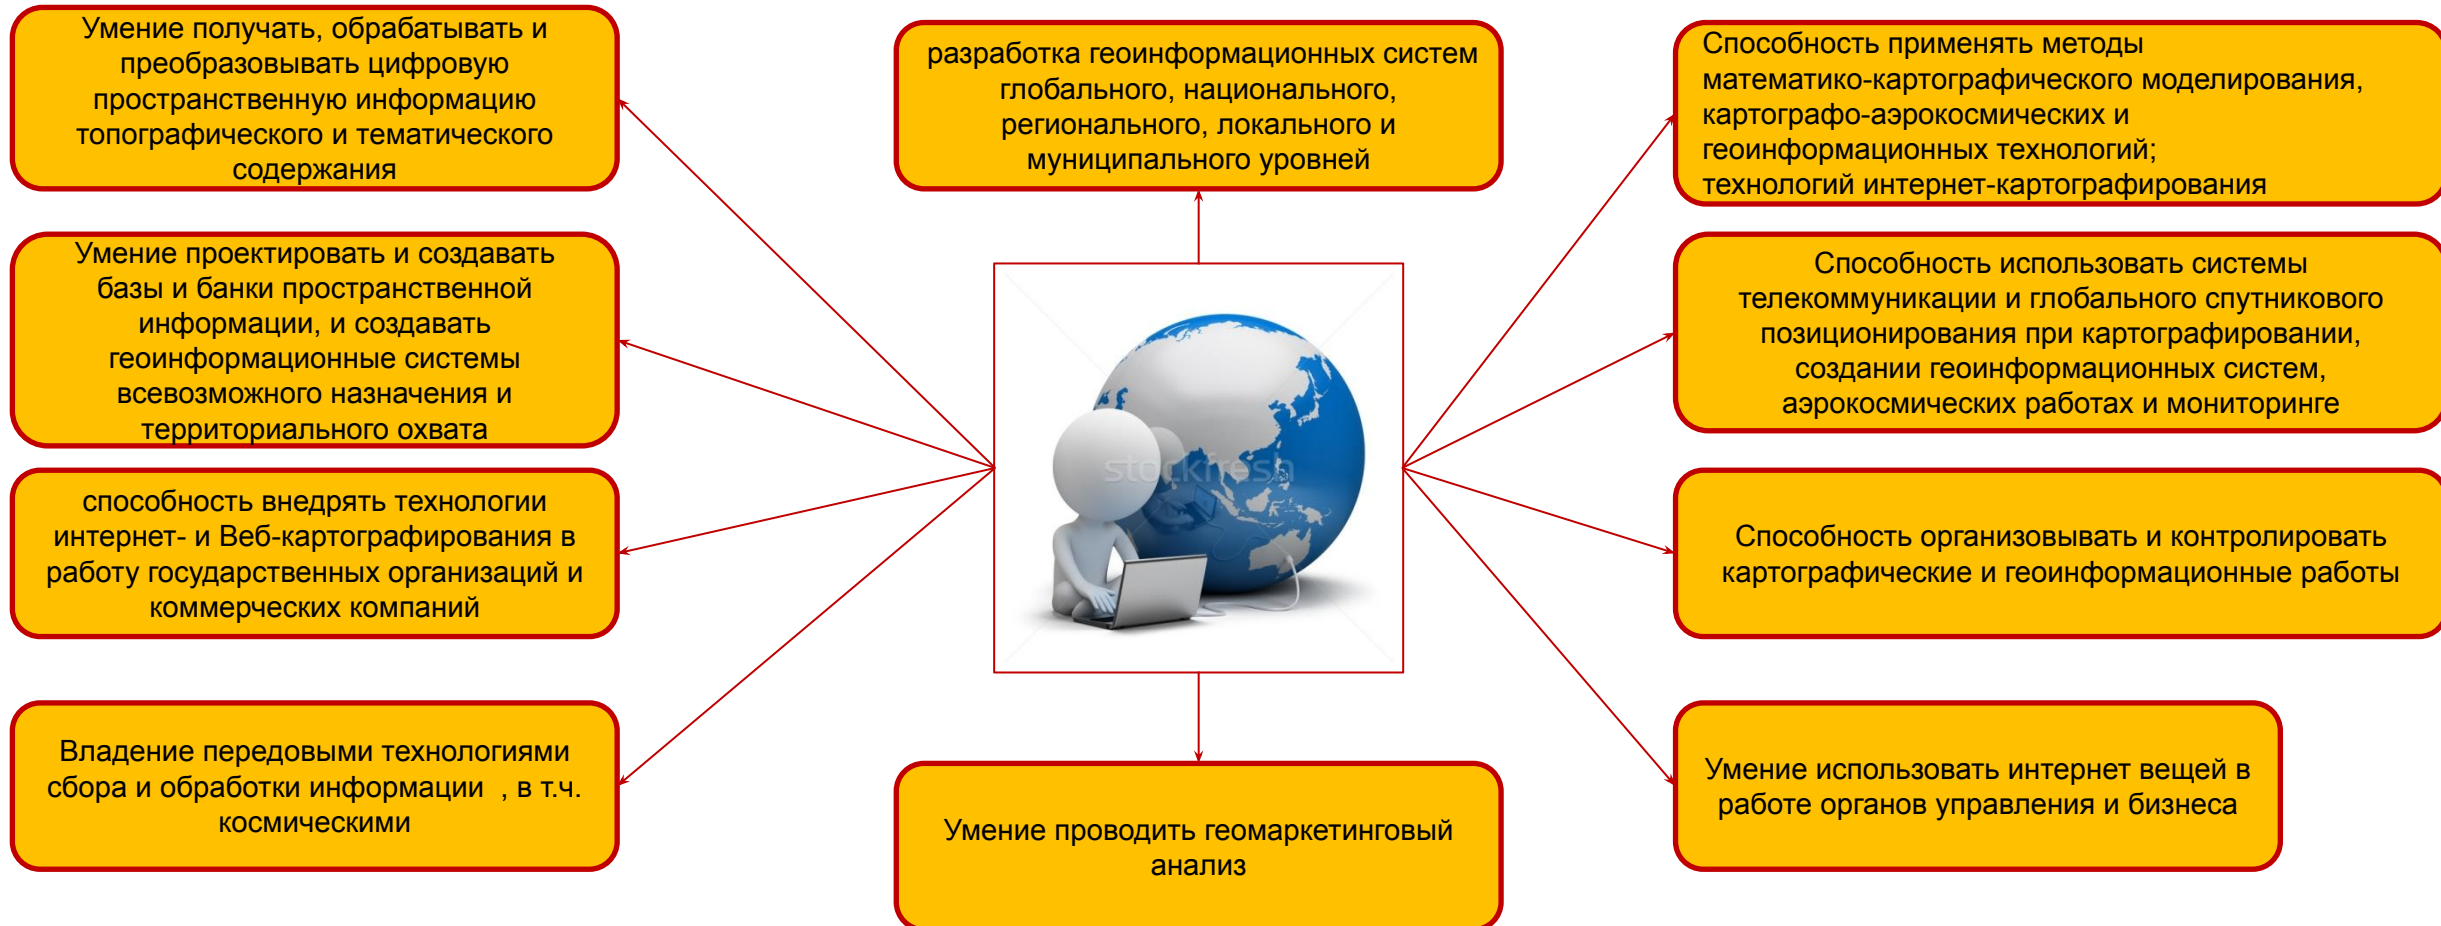 Умение получать, обрабатывать и
преобразовывать цифровую
пространственную информацию
топографического и тематического
содержания
разработка геоинформационных систем
глобального, национального,
регионального, локального и
муниципального уровней
Способность применять методы
математико-картографического моделирования,
картографо-аэрокосмических и
геоинформационных технологий;
технологий интернет-картографирования
Умение проектировать и создавать
базы и банки пространственной
информации, и создавать
геоинформационные системы
всевозможного назначения и
территориального охвата
Способность использовать системы
телекоммуникации и глобального спутникового
позиционирования при картографировании,
создании геоинформационных систем,
аэрокосмических работах и мониторинге
stockfresh
способность внедрять технологии
интернет- и Веб-картографирования в
работу государственных организаций и
коммерческих компаний
Способность организовывать и контролировать
картографические и геоинформационные работы
Владение передовыми технологиями
сбора и обработки информации , в т.ч.
космическими
Умение проводить геомаркетинговый
анализ
Умение использовать интернет вещей в
работе органов управления и бизнеса